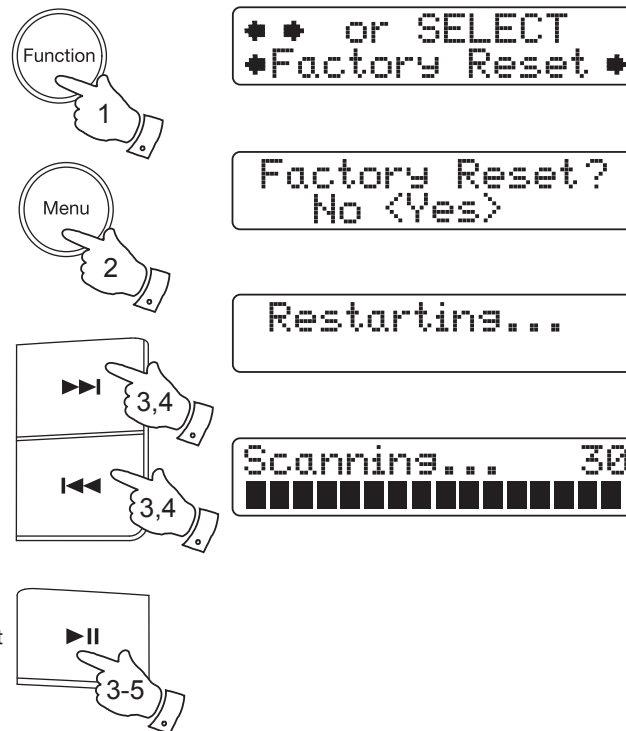 Function
1
or SELECT
Factory Reset
Menu
2
Factory Reset?
No <Yes>
Restarting...
3,4
3,4
Scanning... 30
t
3-5